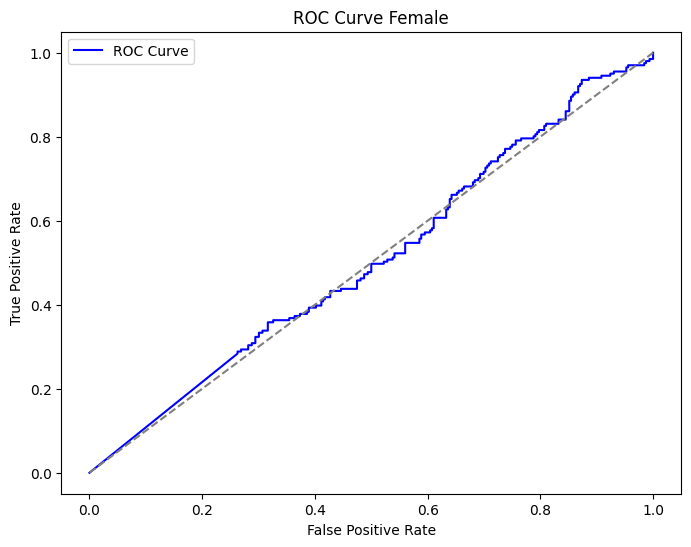 ROC Curve Female
ROC Curve
1.0
0.8
0.6
0.4
0.2
0.0
True Positive Rate
0.0 0.2 0.4 0.6 0.8 1.0
False Positive Rate